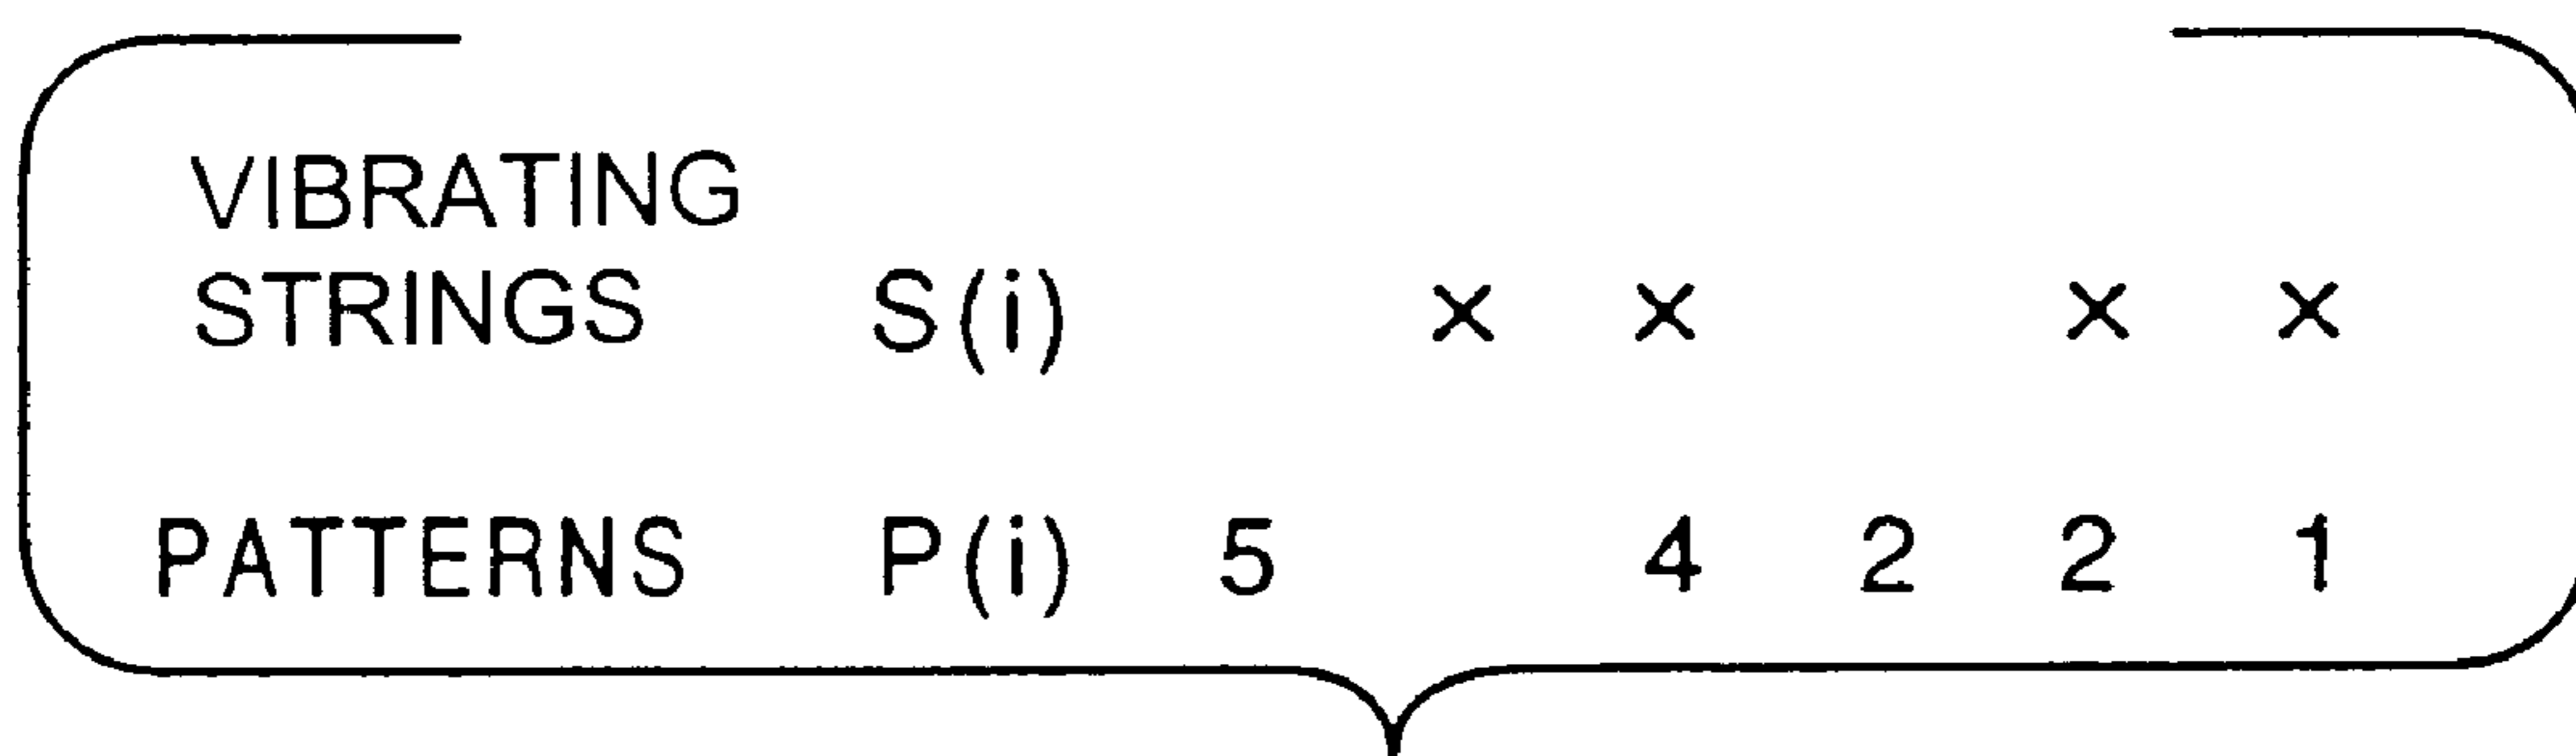 VIBRATING
STRINGS S(i) × × × ×
PATTERNS P(i) 5 4 2 2 1